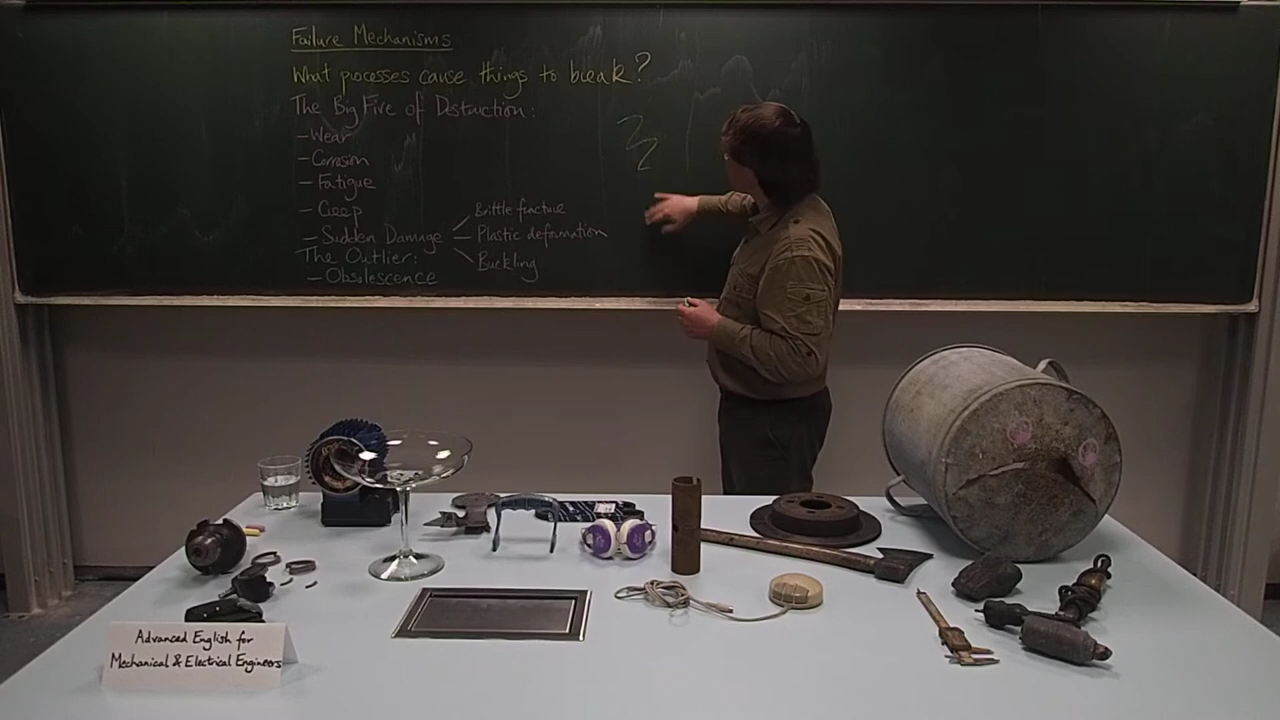 Failure Mechanisms
What processes cause things to break?
The Big Five of Destruction:
- Wear
- Corrosion
- Fatigue
- Creep
- Sudden Damage
Brittle fracture
Plastic deformation
Buckling
The Outlier:
- Obsolescence
Advanced English for
Mechanical & Electrical Engineers